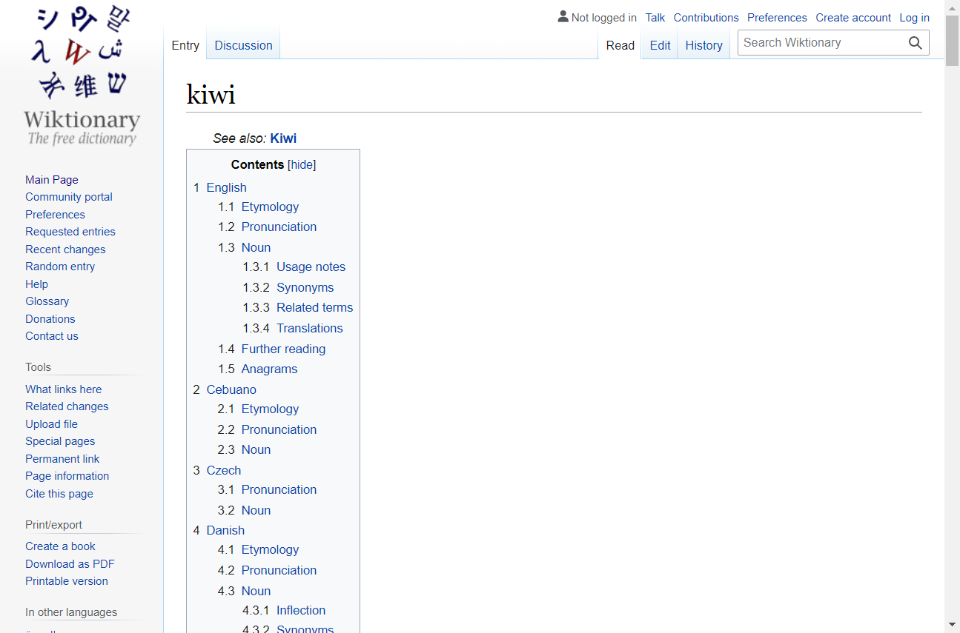 Not logged in Talk Contributions Preferences Create account Log in
Entry Discussion Read Edit History Search Wiktionary
Wiktionary
The free dictionary
Main Page
Community portal
Preferences
Requested entries
Recent changes
Random entry
Help
Glossary
Donations
Contact us
Tools
What links here
Related changes
Upload file
Special pages
Permanent link
Page information
Cite this page
Print/export
Create a book
Download as PDF
Printable version
In other languages
kiwi
See also: Kiwi
Contents [hide]
1 English
1.1 Etymology
1.2 Pronunciation
1.3 Noun
1.3.1 Usage notes
1.3.2 Synonyms
1.3.3 Related terms
1.3.4 Translations
1.4 Further reading
1.5 Anagrams
2 Cebuano
2.1 Etymology
2.2 Pronunciation
2.3 Noun
3 Czech
3.1 Pronunciation
3.2 Noun
4 Danish
4.1 Etymology
4.2 Pronunciation
4.3 Noun
4.3.1 Inflection
4.3.2 Synonyms